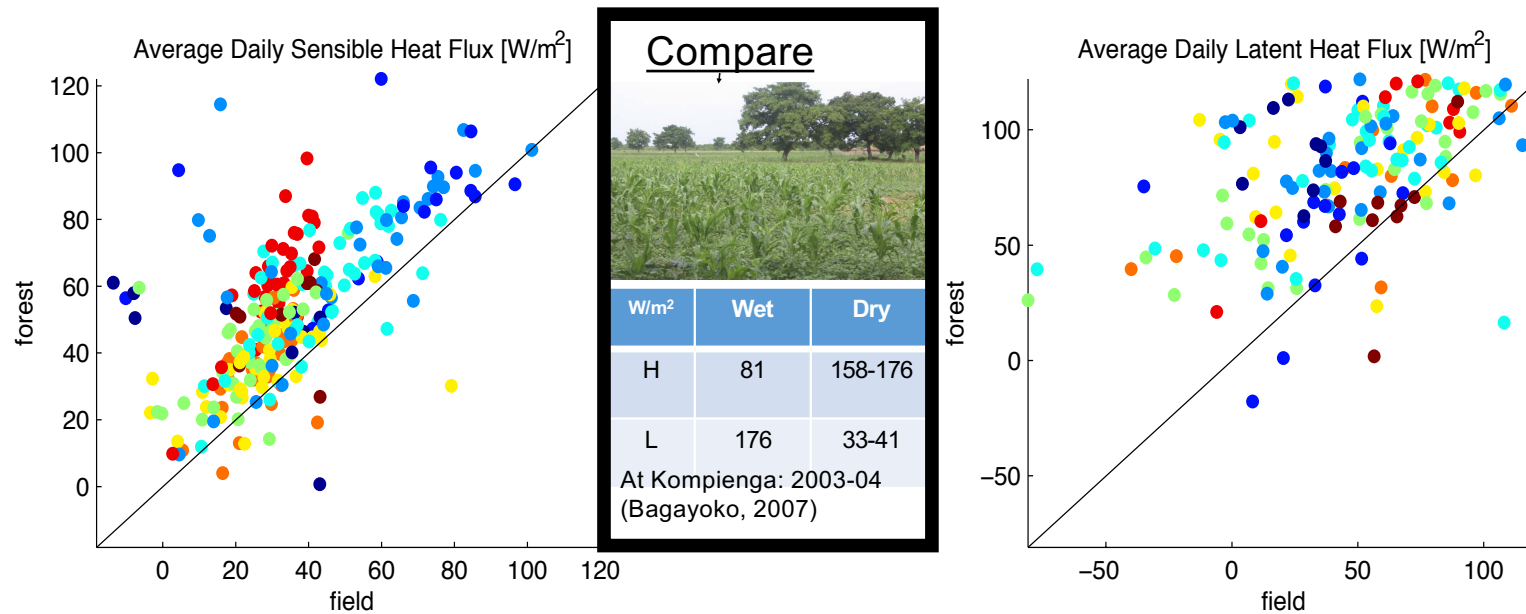 Average Daily Sensible Heat Flux [W/m²]
120
100
80
60
40
20
0
forest
0 20 40 60 80 100 120
field
Compare
W/m² Wet Dry
H 81 158-176
L 176 33-41
At Kompienga: 2003-04
(Bagayoko, 2007)
Average Daily Latent Heat Flux [W/m²]
100
50
0
−50
forest
−50 0 50 100
field